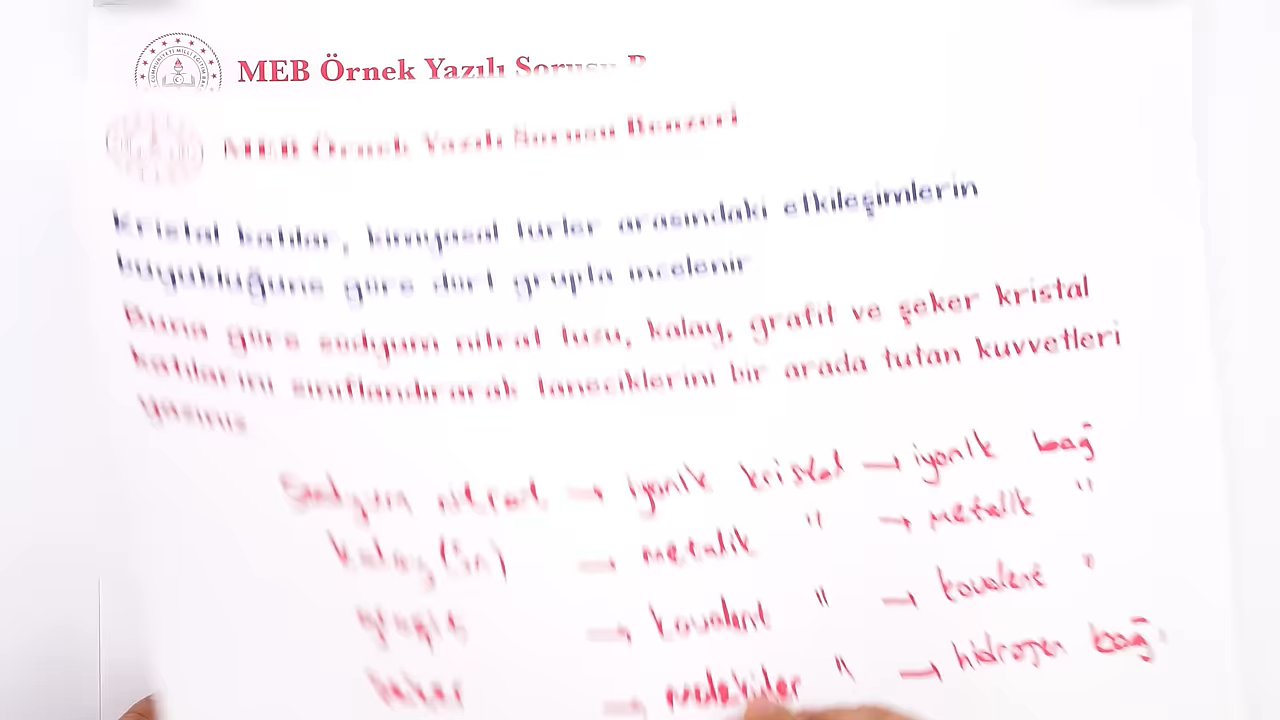 MEB Örnek Yazılı Sorusu
MEB Örnek Yazılı Sorusu Benzeri
Kristal katılar, kimyasal türler arasındaki etkileşimlerin
büyüklüğüne göre dört grupta incelenir
Buna göre sodyum nitrat tuzu, kalay, grafit ve şeker kristal
katılarını sınıflandırarak taneciklerini bir arada tutan kuvvetleri
yazınız
Sodyum nitrat → iyonik kristal → iyonik bağ
kalay (Sn) → metalik " → metalik "
grafit → kovalent " → kovalent "
şeker → moleküler " → hidrojen bağı